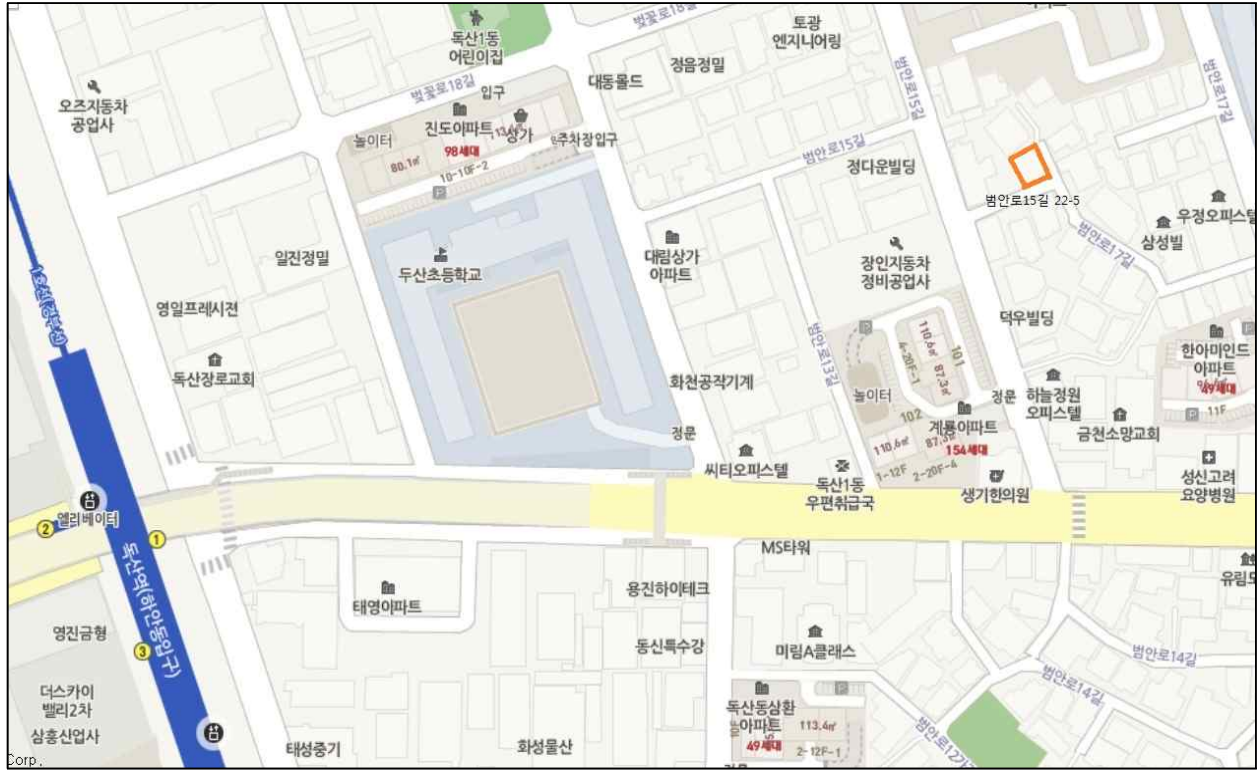 벚꽃로18길
독산1동
어린이집
토광
엔지니어링
정음정밀
대동몰드
범안로15길
범안로17길
오즈자동차
공업사
벚꽃로18길
입구
놀이터
진도아파트
상가
주차장입구
80.1㎡
98세대
10-10F-2
P
범안로15길
정다운빌딩
범안로15길 22-5
우정오피스텔
삼성빌
범안로17길
일진정밀
두산초등학교
대림상가
아파트
장인자동차
정비공업사
영일프레시젼
1호선(경부선)
범안로13길
P
110.6㎡
4-20F-1
87.3㎡
101
덕우빌딩
한아마인드
아파트
49세대
P
11F
독산장로교회
화천공작기계
놀이터
102
정문
하늘정원
오피스텔
금천소망교회
계룡아파트
154세대
110.6㎡
87.3㎡
1-12F
2-20F-4
정문
씨티오피스텔
독산1동
우편취급국
생기한의원
성신고려
요양병원
엘리베이터
2
1
독산역(하안동입구)
3
MS타워
태영아파트
용진하이테크
유림
영진금형
동신특수강
미림A클래스
범안로14길
범안로14길
더스카이
밸리2차
삼흥산업사
독산동삼환
아파트
49세대
10F
P
113.4㎡
2-12F-1
태성중기
화성물산
Corp.